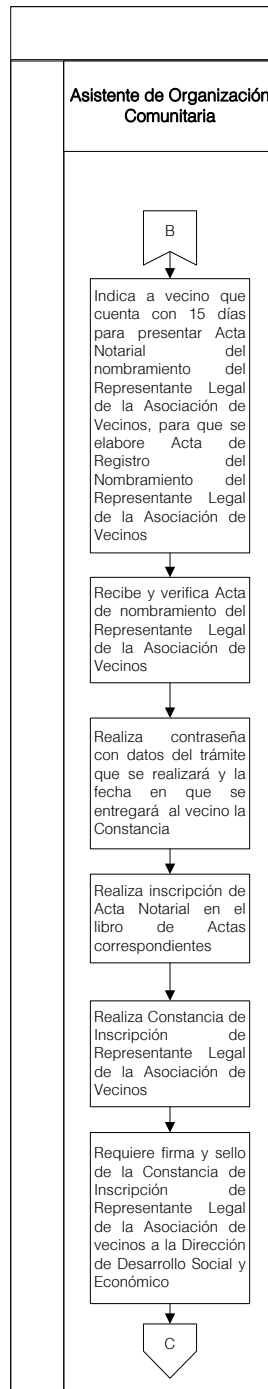 Asistente de Organización
Comunitaria
B
Indica a vecino que
cuenta con 15 días
para presentar Acta
Notarial del
nombramiento del
Representante Legal
de la Asociación de
Vecinos, para que se
elabore Acta de
Registro del
Nombramiento del
Representante Legal
de la Asociación de
Vecinos
Recibe y verifica Acta
de nombramiento del
Representante Legal
de la Asociación de
Vecinos
Realiza contraseña
con datos del trámite
que se realizará y la
fecha en que se
entregará al vecino la
Constancia
Realiza inscripción de
Acta Notarial en el
libro de Actas
correspondientes
Realiza Constancia de
Inscripción de
Representante Legal
de la Asociación de
Vecinos
Requiere firma y sello
de la Constancia de
Inscripción de
Representante Legal
de la Asociación de
vecinos a la Dirección
de Desarrollo Social y
Económico
C